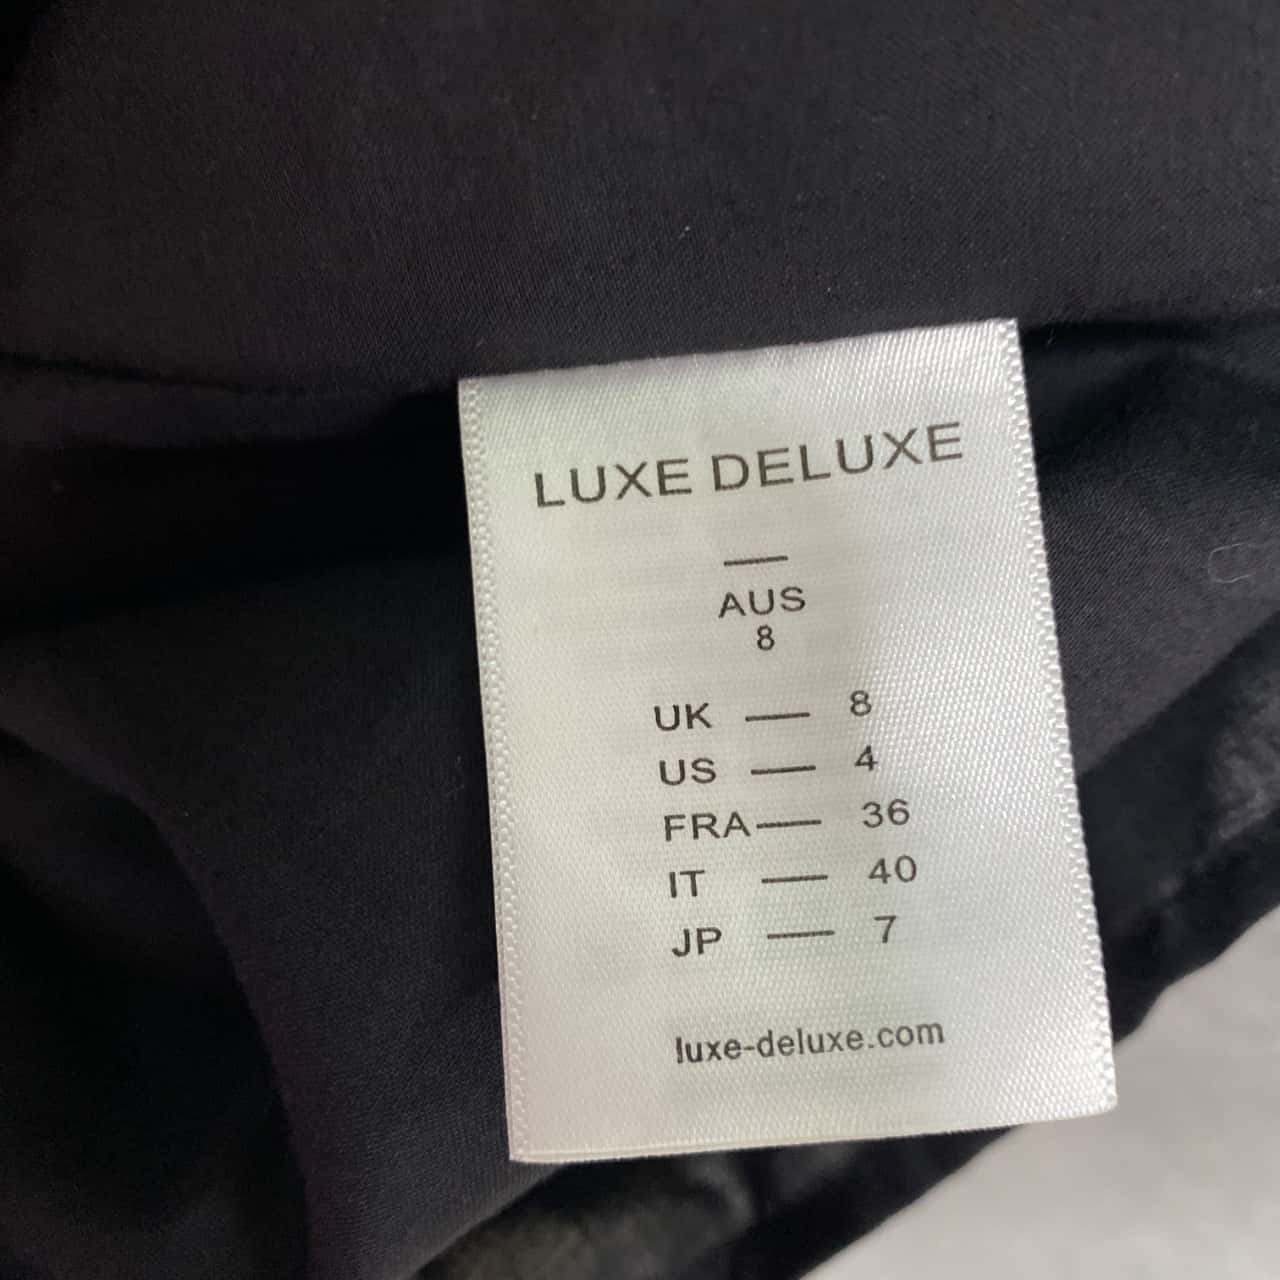 LUXE DELUXE
—
AUS
8
UK — 8
US — 4
FRA — 36
IT — 40
JP — 7
luxe-deluxe.com